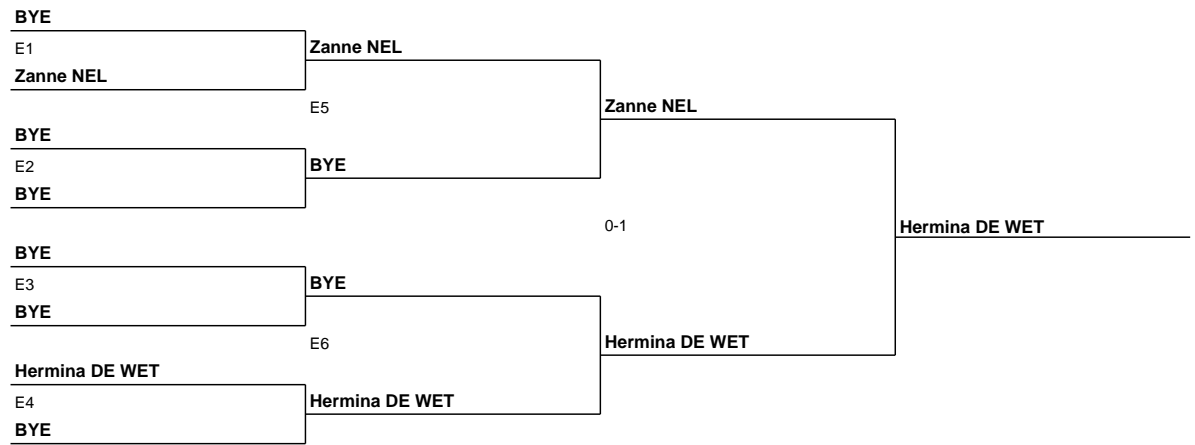 BYE
E1
Zanne NEL
Zanne NEL
E5
Zanne NEL
BYE
E2
BYE
BYE
0-1
Hermina DE WET
BYE
E3
BYE
BYE
E6
Hermina DE WET
Hermina DE WET
E4
Hermina DE WET
BYE